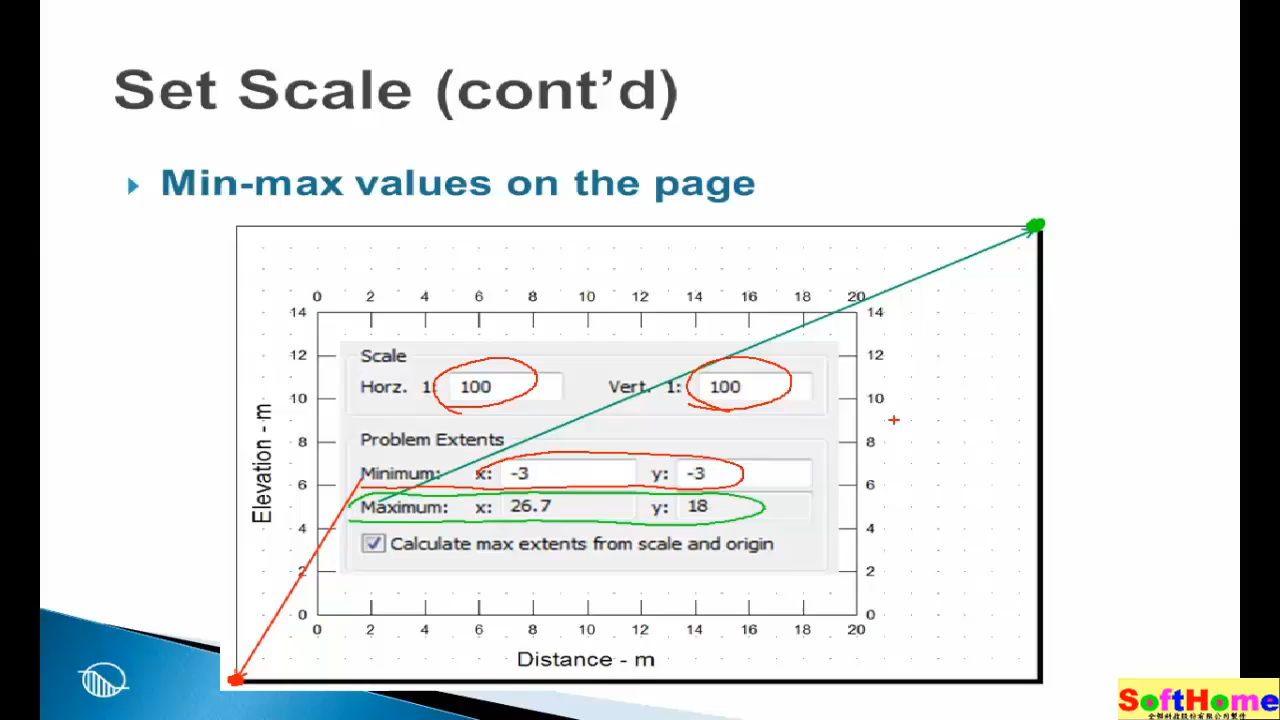 Set Scale (cont’d)
Min-max values on the page
0 2 4 6 8 10 12 14 16 18 20
14 14
Scale
12 12
Horz. 1: 100 Vert. 1: 100
10 10
Problem Extents
8 8
Minimum: x: -3 y: -3
6 6
Maximum: x: 26.7 y: 18
4 4
Calculate max extents from scale and origin
2 2
0 0
0 2 4 6 8 10 12 14 16 18 20
Elevation - m
Distance - m
SoftHome